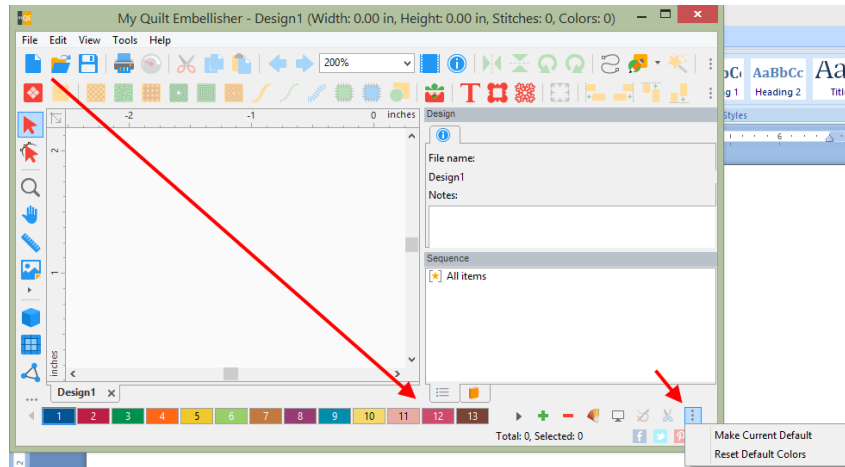 My Quilt Embellisher - Design1 (Width: 0.00 in, Height: 0.00 in, Stitches: 0, Colors: 0)
File Edit View Tools Help
200%
-2 -1 0 inches
Design
File name:
Design1
Notes:
Sequence
All items
2
1
inches
Design1 x
1 2 3 4 5 6 7 8 9 10 11 12 13
Total: 0, Selected: 0
Make Current Default
Reset Default Colors
AaBbCc
Heading 2
Styles
6
2